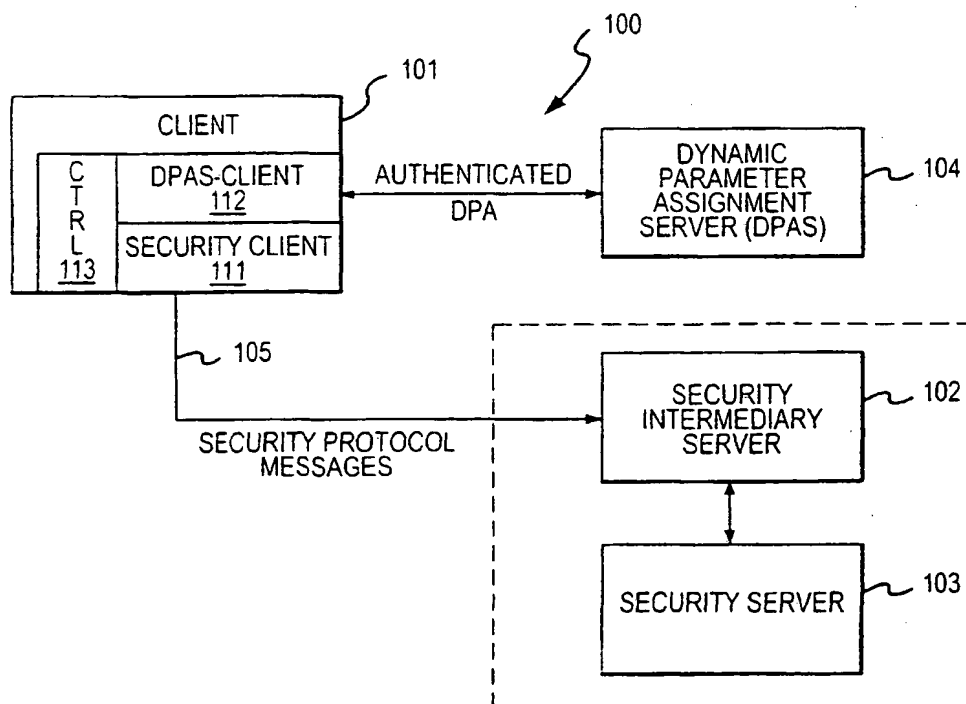 100
101
CLIENT
CTRL
113
DPAS-CLIENT
112
SECURITY CLIENT
111
AUTHENTICATED
DPA
DYNAMIC
PARAMETER
ASSIGNMENT
SERVER (DPAS)
104
105
SECURITY PROTOCOL
MESSAGES
SECURITY
INTERMEDIARY
SERVER
102
SECURITY SERVER
103